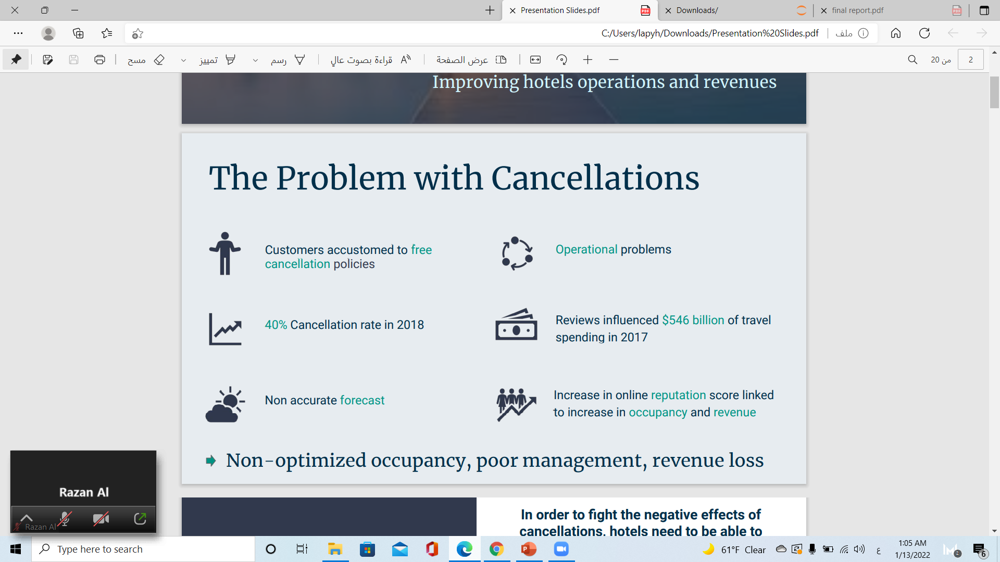 Presentation Slides.pdf
Downloads/
final report.pdf
C:/Users/lapyh/Downloads/Presentation%20Slides.pdf
ملف
مسح
تمييز
رسم
قراءة بصوت عالٍ
عرض الصفحة
من 20
2
Improving hotels operations and revenues
The Problem with Cancellations
Customers accustomed to free
cancellation policies
Operational problems
40% Cancellation rate in 2018
Reviews influenced $546 billion of travel
spending in 2017
Non accurate forecast
Increase in online reputation score linked
to increase in occupancy and revenue
Non-optimized occupancy, poor management, revenue loss
Razan Al
Razan Al
In order to fight the negative effects of
cancellations, hotels need to be able to
Type here to search
61°F Clear
ع
1:05 AM
1/13/2022
2
6